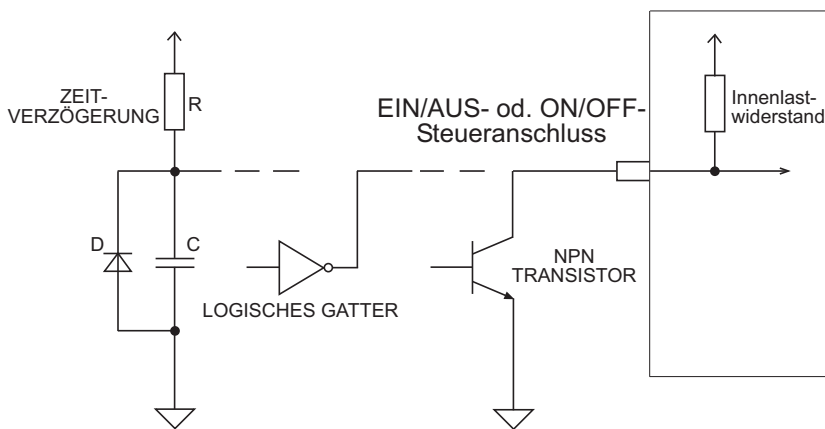 ZEIT-
VERZÖGERUNG
R
EIN/AUS- od. ON/OFF-
Steueranschluss
Innenlast-
widerstand
D
C
LOGISCHES GATTER
NPN
TRANSISTOR